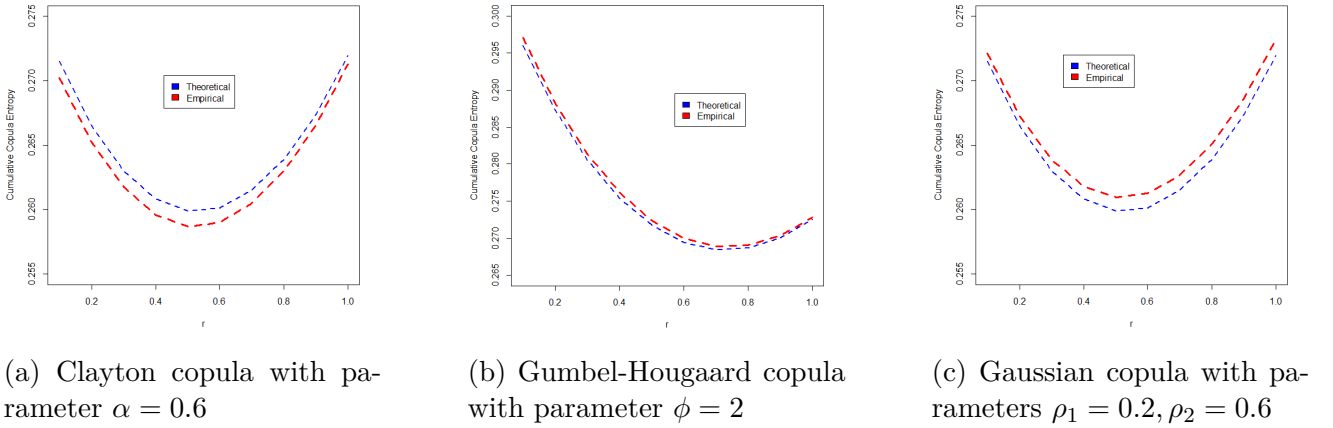 0.275
0.270
0.265
0.260
0.255
Cumulative Copula Entropy
Theoretical
Empirical
0.2 0.4 0.6 0.8 1.0
r
0.300
0.295
0.290
0.285
0.280
0.275
0.270
0.265
Cumulative Copula Entropy
Theoretical
Empirical
0.2 0.4 0.6 0.8 1.0
r
0.275
0.270
0.265
0.260
0.255
Cumulative Copula Entropy
Theoretical
Empirical
0.2 0.4 0.6 0.8 1.0
r
(a) Clayton copula with pa-
rameter α = 0.6
(b) Gumbel-Hougaard copula
with parameter ϕ = 2
(c) Gaussian copula with pa-
rameters ρ₁ = 0.2, ρ₂ = 0.6